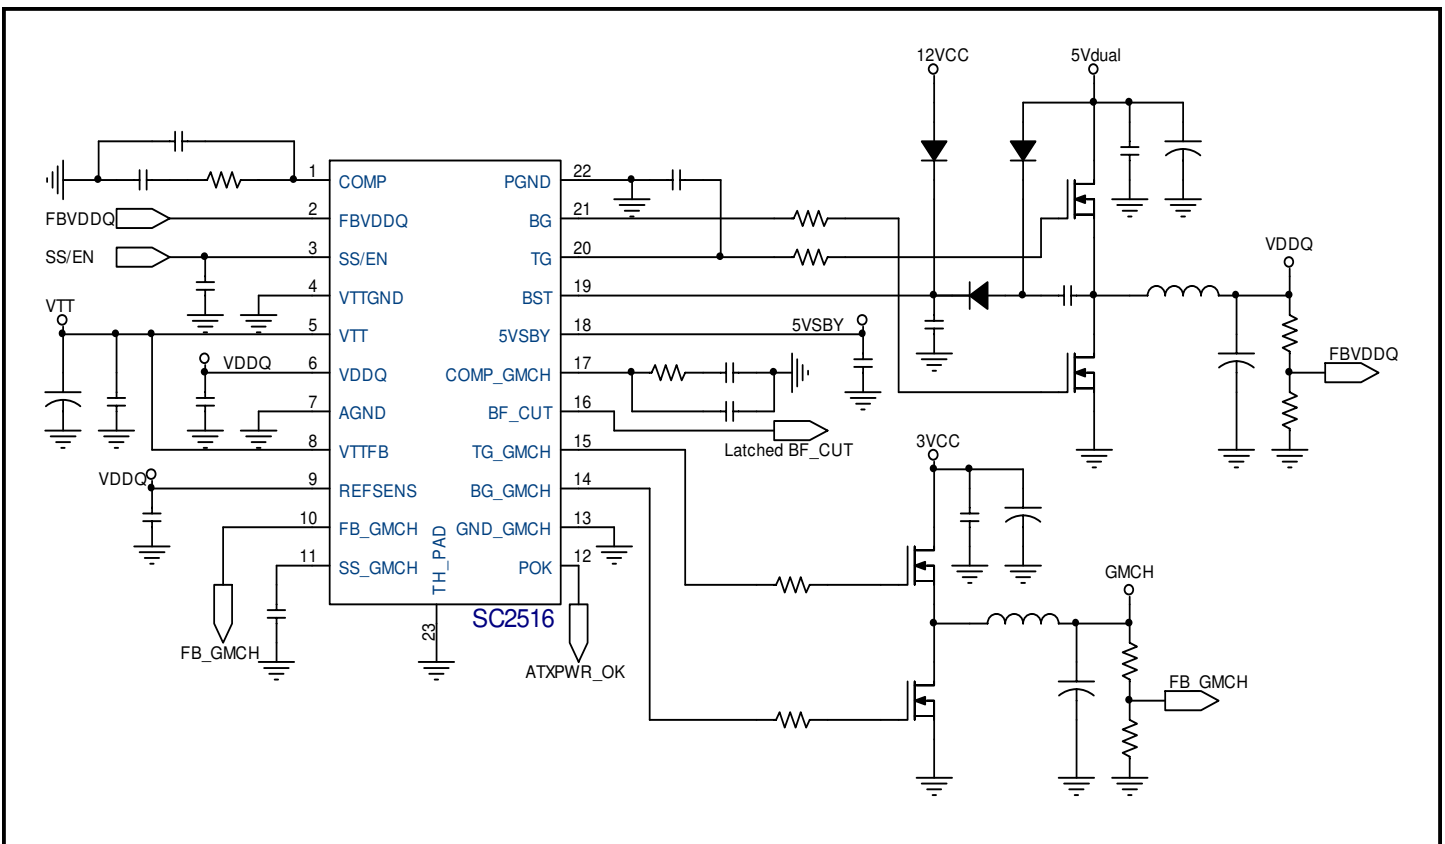 12VCC
5Vdual
1
COMP
PGND
22
FBVDDQ
2
FBVDDQ
BG
21
SS/EN
3
SS/EN
TG
20
4
VTTGND
BST
19
VDDQ
VTT
5
VTT
5VSBY
18
5VSBY
VDDQ
6
VDDQ
COMP_GMCH
17
FBVDDQ
7
AGND
BF_CUT
16
Latched BF_CUT
8
VTTFB
TG_GMCH
15
3VCC
VDDQ
9
REFSENS
BG_GMCH
14
10
FB_GMCH
GND_GMCH
13
11
SS_GMCH
TH_PAD
POK
12
GMCH
SC2516
23
FB_GMCH
ATXPWR_OK
FB_GMCH